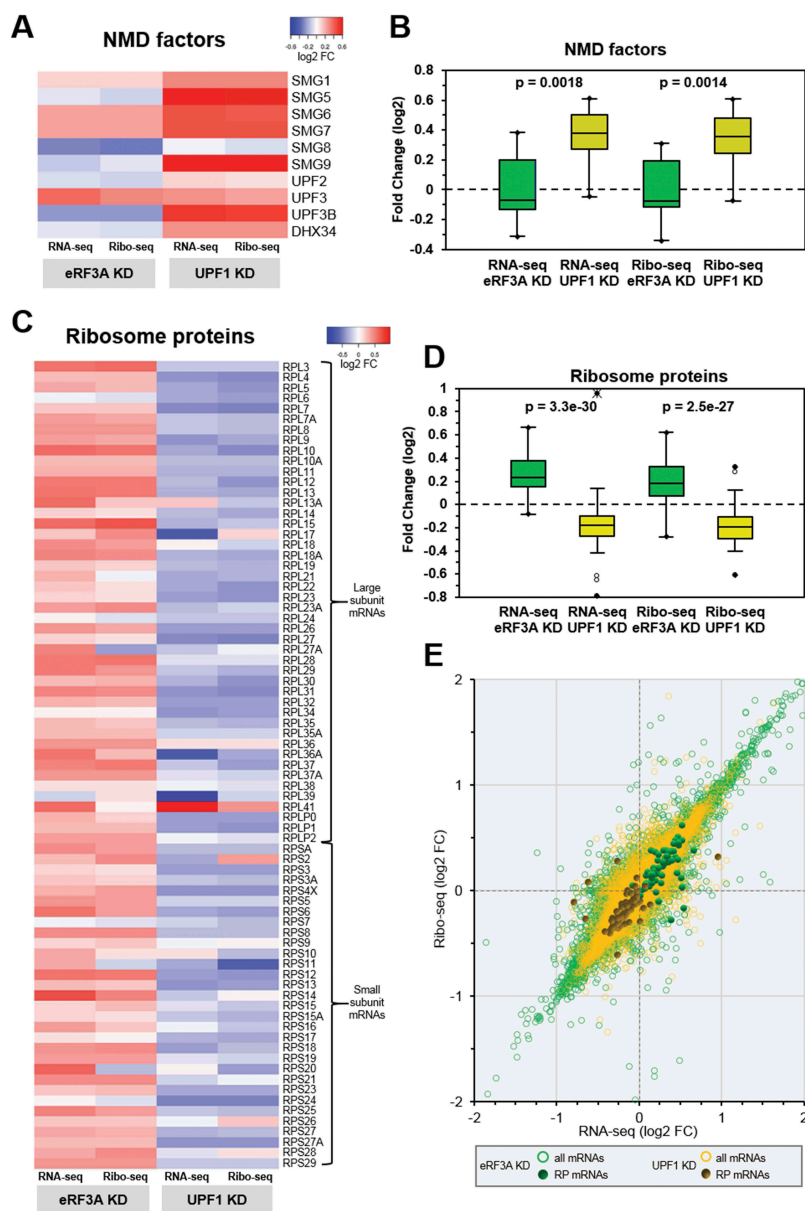 A
NMD factors
-0.6 0 0.6
log2 FC
SMG1
SMG5
SMG6
SMG7
SMG8
SMG9
UPF2
UPF3
UPF3B
DHX34
RNA-seq Ribo-seq RNA-seq Ribo-seq
eRF3A KD UPF1 KD
B
NMD factors
p = 0.0018 p = 0.0014
Fold Change (log2)
0.8
0.6
0.4
0.2
0
-0.2
-0.4
RNA-seq RNA-seq Ribo-seq Ribo-seq
eRF3A KD UPF1 KD eRF3A KD UPF1 KD
C
Ribosome proteins
-0.5 0 0.5
log2 FC
RPL3
RPL4
RPL5
RPL6
RPL7
RPL7A
RPL8
RPL9
RPL10
RPL10A
RPL11
RPL12
RPL13
RPL13A
RPL14
RPL15
RPL17
RPL18
RPL18A
RPL19
RPL21
RPL22
RPL23
RPL23A
RPL24
RPL26
RPL27
RPL27A
RPL28
RPL29
RPL30
RPL31
RPL32
RPL34
RPL35
RPL35A
RPL36
RPL36A
RPL37
RPL37A
RPL38
RPL39
RPL41
RPLP0
RPLP1
RPLP2
RPSA
RPS2
RPS3
RPS3A
RPS4X
RPS5
RPS6
RPS7
RPS8
RPS9
RPS10
RPS11
RPS12
RPS13
RPS14
RPS15
RPS15A
RPS16
RPS17
RPS18
RPS19
RPS20
RPS21
RPS23
RPS24
RPS25
RPS26
RPS27
RPS27A
RPS28
RPS29
Large
subunit
mRNAs
Small
subunit
mRNAs
RNA-seq Ribo-seq RNA-seq Ribo-seq
eRF3A KD UPF1 KD
D
Ribosome proteins
p = 3.3e-30 p = 2.5e-27
Fold Change (log2)
1
0.8
0.6
0.4
0.2
0
-0.2
-0.4
-0.6
-0.8
RNA-seq RNA-seq Ribo-seq Ribo-seq
eRF3A KD UPF1 KD eRF3A KD UPF1 KD
E
Ribo-seq (log2 FC)
2
1
0
-1
-2
-2 -1 0 1 2
RNA-seq (log2 FC)
eRF3A KD all mRNAs UPF1 KD all mRNAs
RP mRNAs RP mRNAs